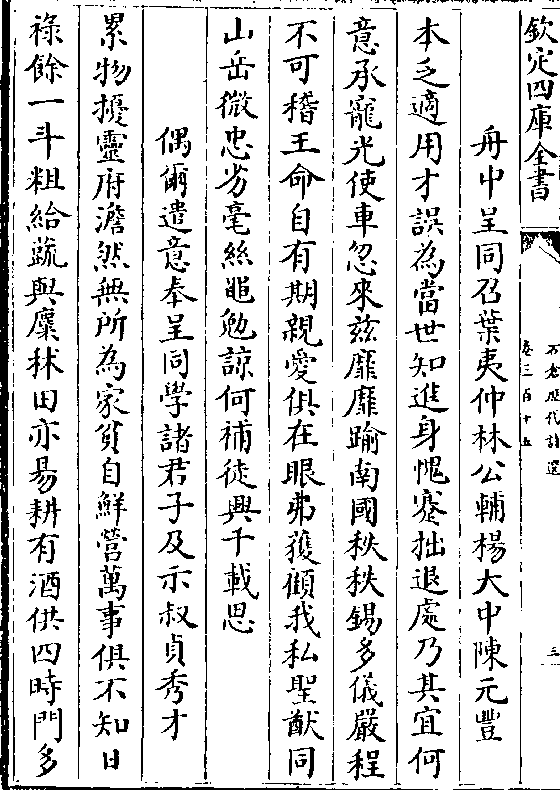 欽定四庫全書
石倉歷代詩選
卷三百十五
三
舟中呈同召葉夷仲林公輔楊大中陳元豐
本乏適用才誤為當世知進身愧蹇拙退處乃其宜何
意承寵光使車忽來兹靡靡踰南國秩秩錫多儀嚴程
不可稽王命自有期親愛俱在眼弗獲傾我私聖猷同
山岳微忠劣毫絲黽勉諒何補徒興千載思
偶爾遣意奉呈同學諸君子及示叔貞秀才
累物擾靈府澹然無所為家貧自鮮營萬事俱不知日
祿餘一斗粗給蔬與糜秫田亦易耕有酒供四時門多